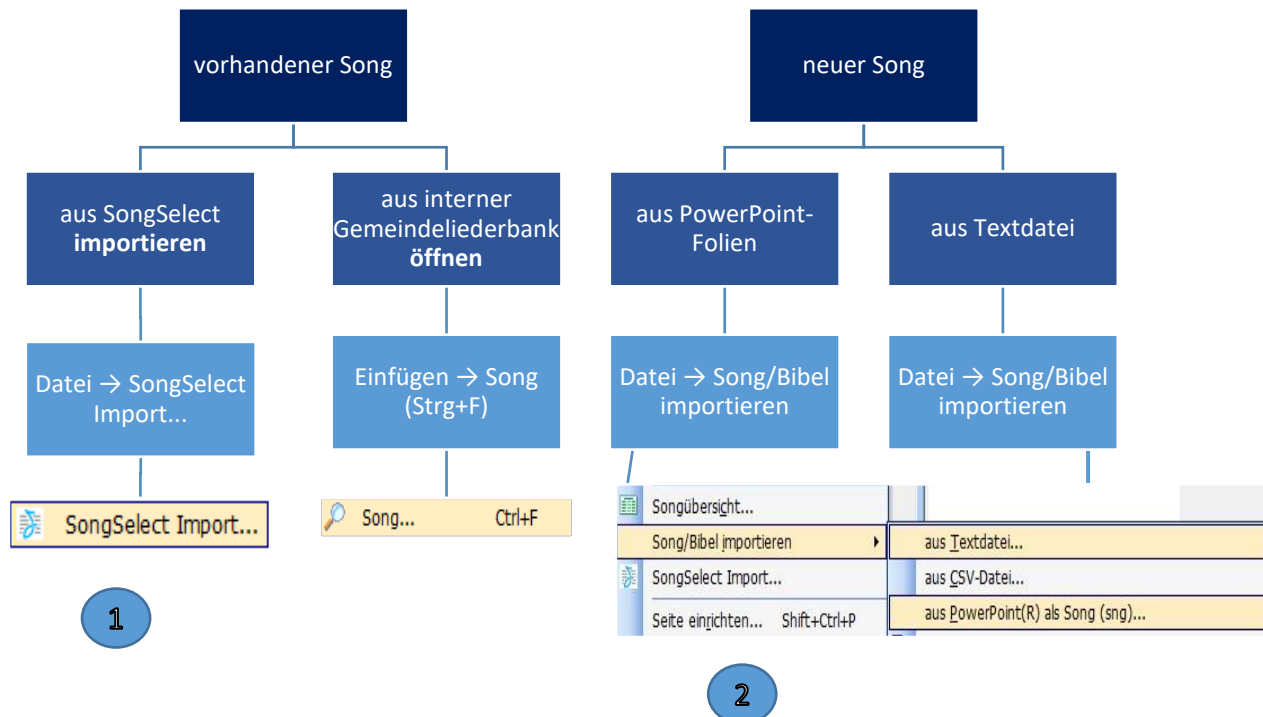 vorhandener Song
neuer Song
aus SongSelect
importieren
aus interner
Gemeindeliederbank
öffnen
aus PowerPoint-
Folien
aus Textdatei
Datei → SongSelect
Import...
Einfügen → Song
(Strg+F)
Datei → Song/Bibel
importieren
Datei → Song/Bibel
importieren
SongSelect Import...
Song... Ctrl+F
Songübersicht...
Song/Bibel importieren
SongSelect Import...
Seite einrichten... Shift+Ctrl+P
aus Textdatei...
aus CSV-Datei...
aus PowerPoint(R) als Song (sng)...
1
2